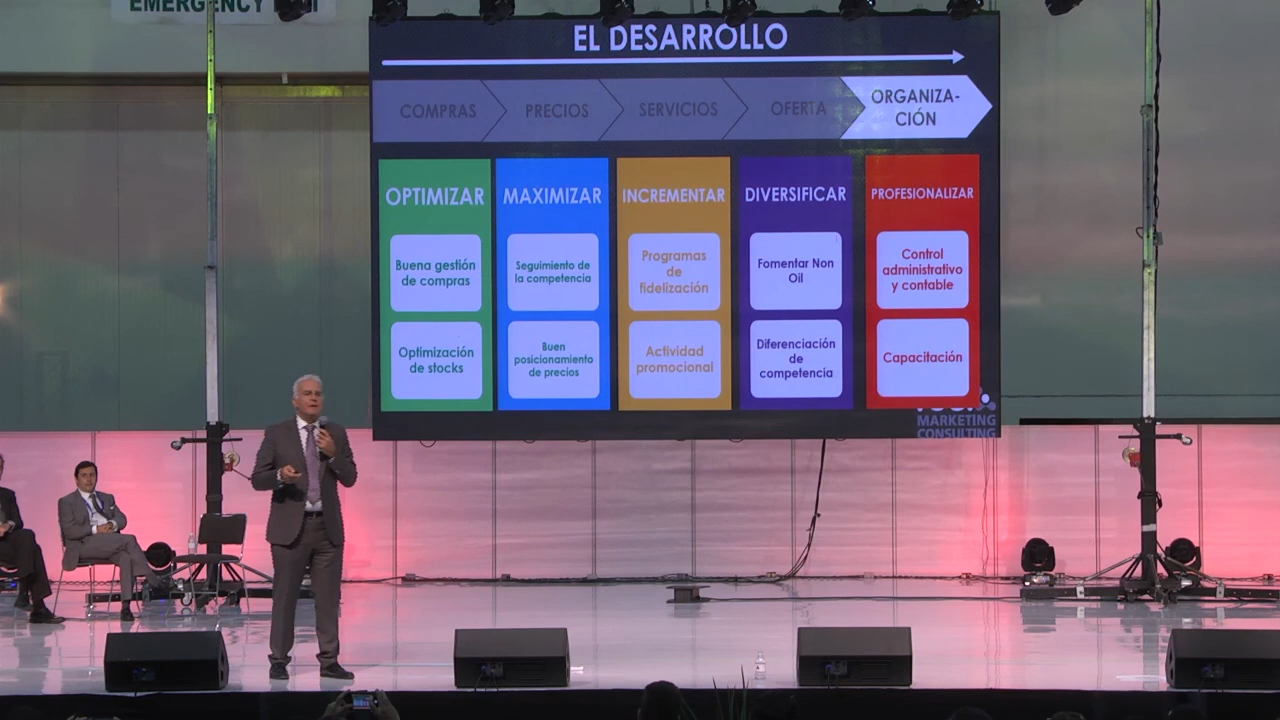 EMERGENCY
EL DESARROLLO
COMPRAS
PRECIOS
SERVICIOS
OFERTA
ORGANIZA-
CIÓN
OPTIMIZAR
Buena gestión
de compras
Optimización
de stocks
MAXIMIZAR
Seguimiento de
la competencia
Buen
posicionamiento
de precios
INCREMENTAR
Programas
de
fidelización
Actividad
promocional
DIVERSIFICAR
Fomentar Non
Oil
Diferenciación
de
competencia
PROFESIONALIZAR
Control
administrativo
y contable
Capacitación
MARKETING
CONSULTING